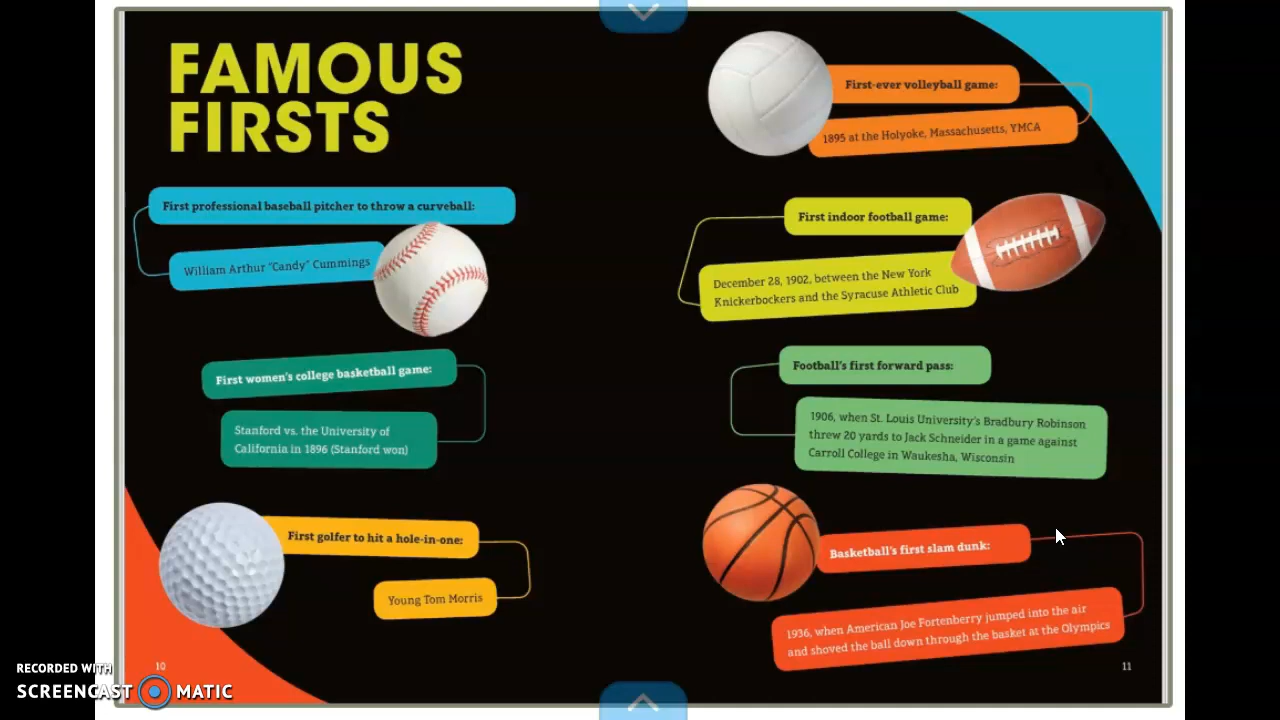 FAMOUS
FIRSTS
First professional baseball pitcher to throw a curveball:
William Arthur "Candy" Cummings
First women's college basketball game:
Stanford vs. the University of
California in 1896 (Stanford won)
First golfer to hit a hole-in-one:
Young Tom Morris
10
First-ever volleyball game:
1895 at the Holyoke, Massachusetts, YMCA
First indoor football game:
December 28, 1902, between the New York
Knickerbockers and the Syracuse Athletic Club
Football's first forward pass:
1906, when St. Louis University's Bradbury Robinson
threw 20 yards to Jack Schneider in a game against
Carroll College in Waukesha, Wisconsin
Basketball's first slam dunk:
1936, when American Joe Fortenberry jumped into the air
and shoved the ball down through the basket at the Olympics
11
RECORDED WITH
SCREENCAST MATIC